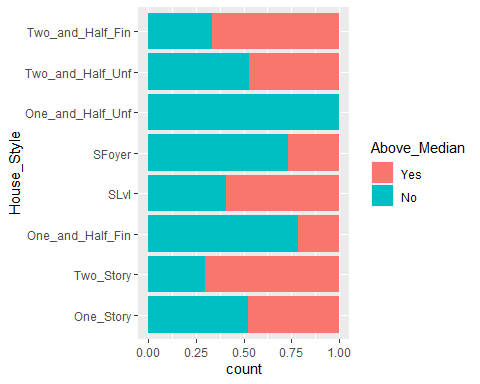 Two_and_Half_Fin
Two_and_Half_Unf
One_and_Half_Unf
SFoyer
SLvl
One_and_Half_Fin
Two_Story
One_Story
House_Style
0.00 0.25 0.50 0.75 1.00
count
Above_Median
Yes
No